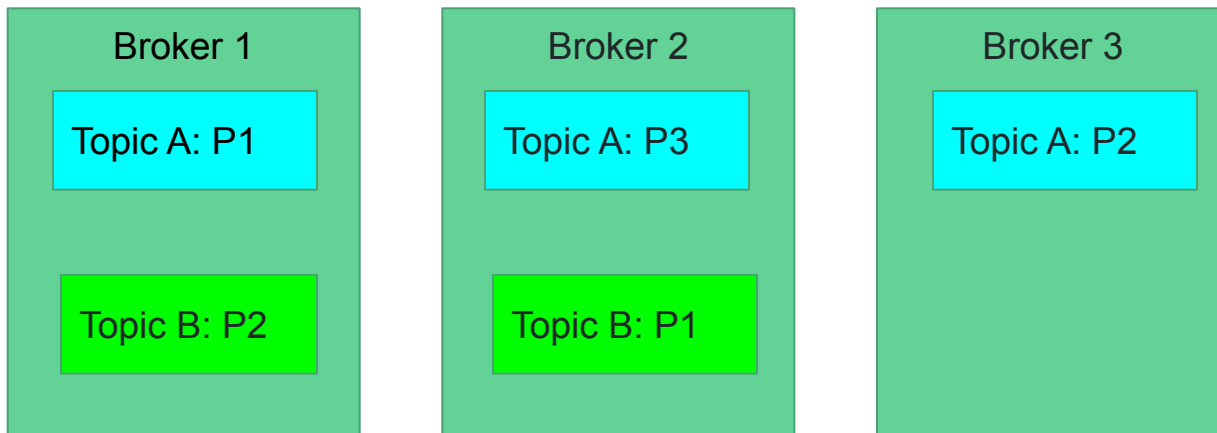 Broker 1
Topic A: P1
Topic B: P2
Broker 2
Topic A: P3
Topic B: P1
Broker 3
Topic A: P2